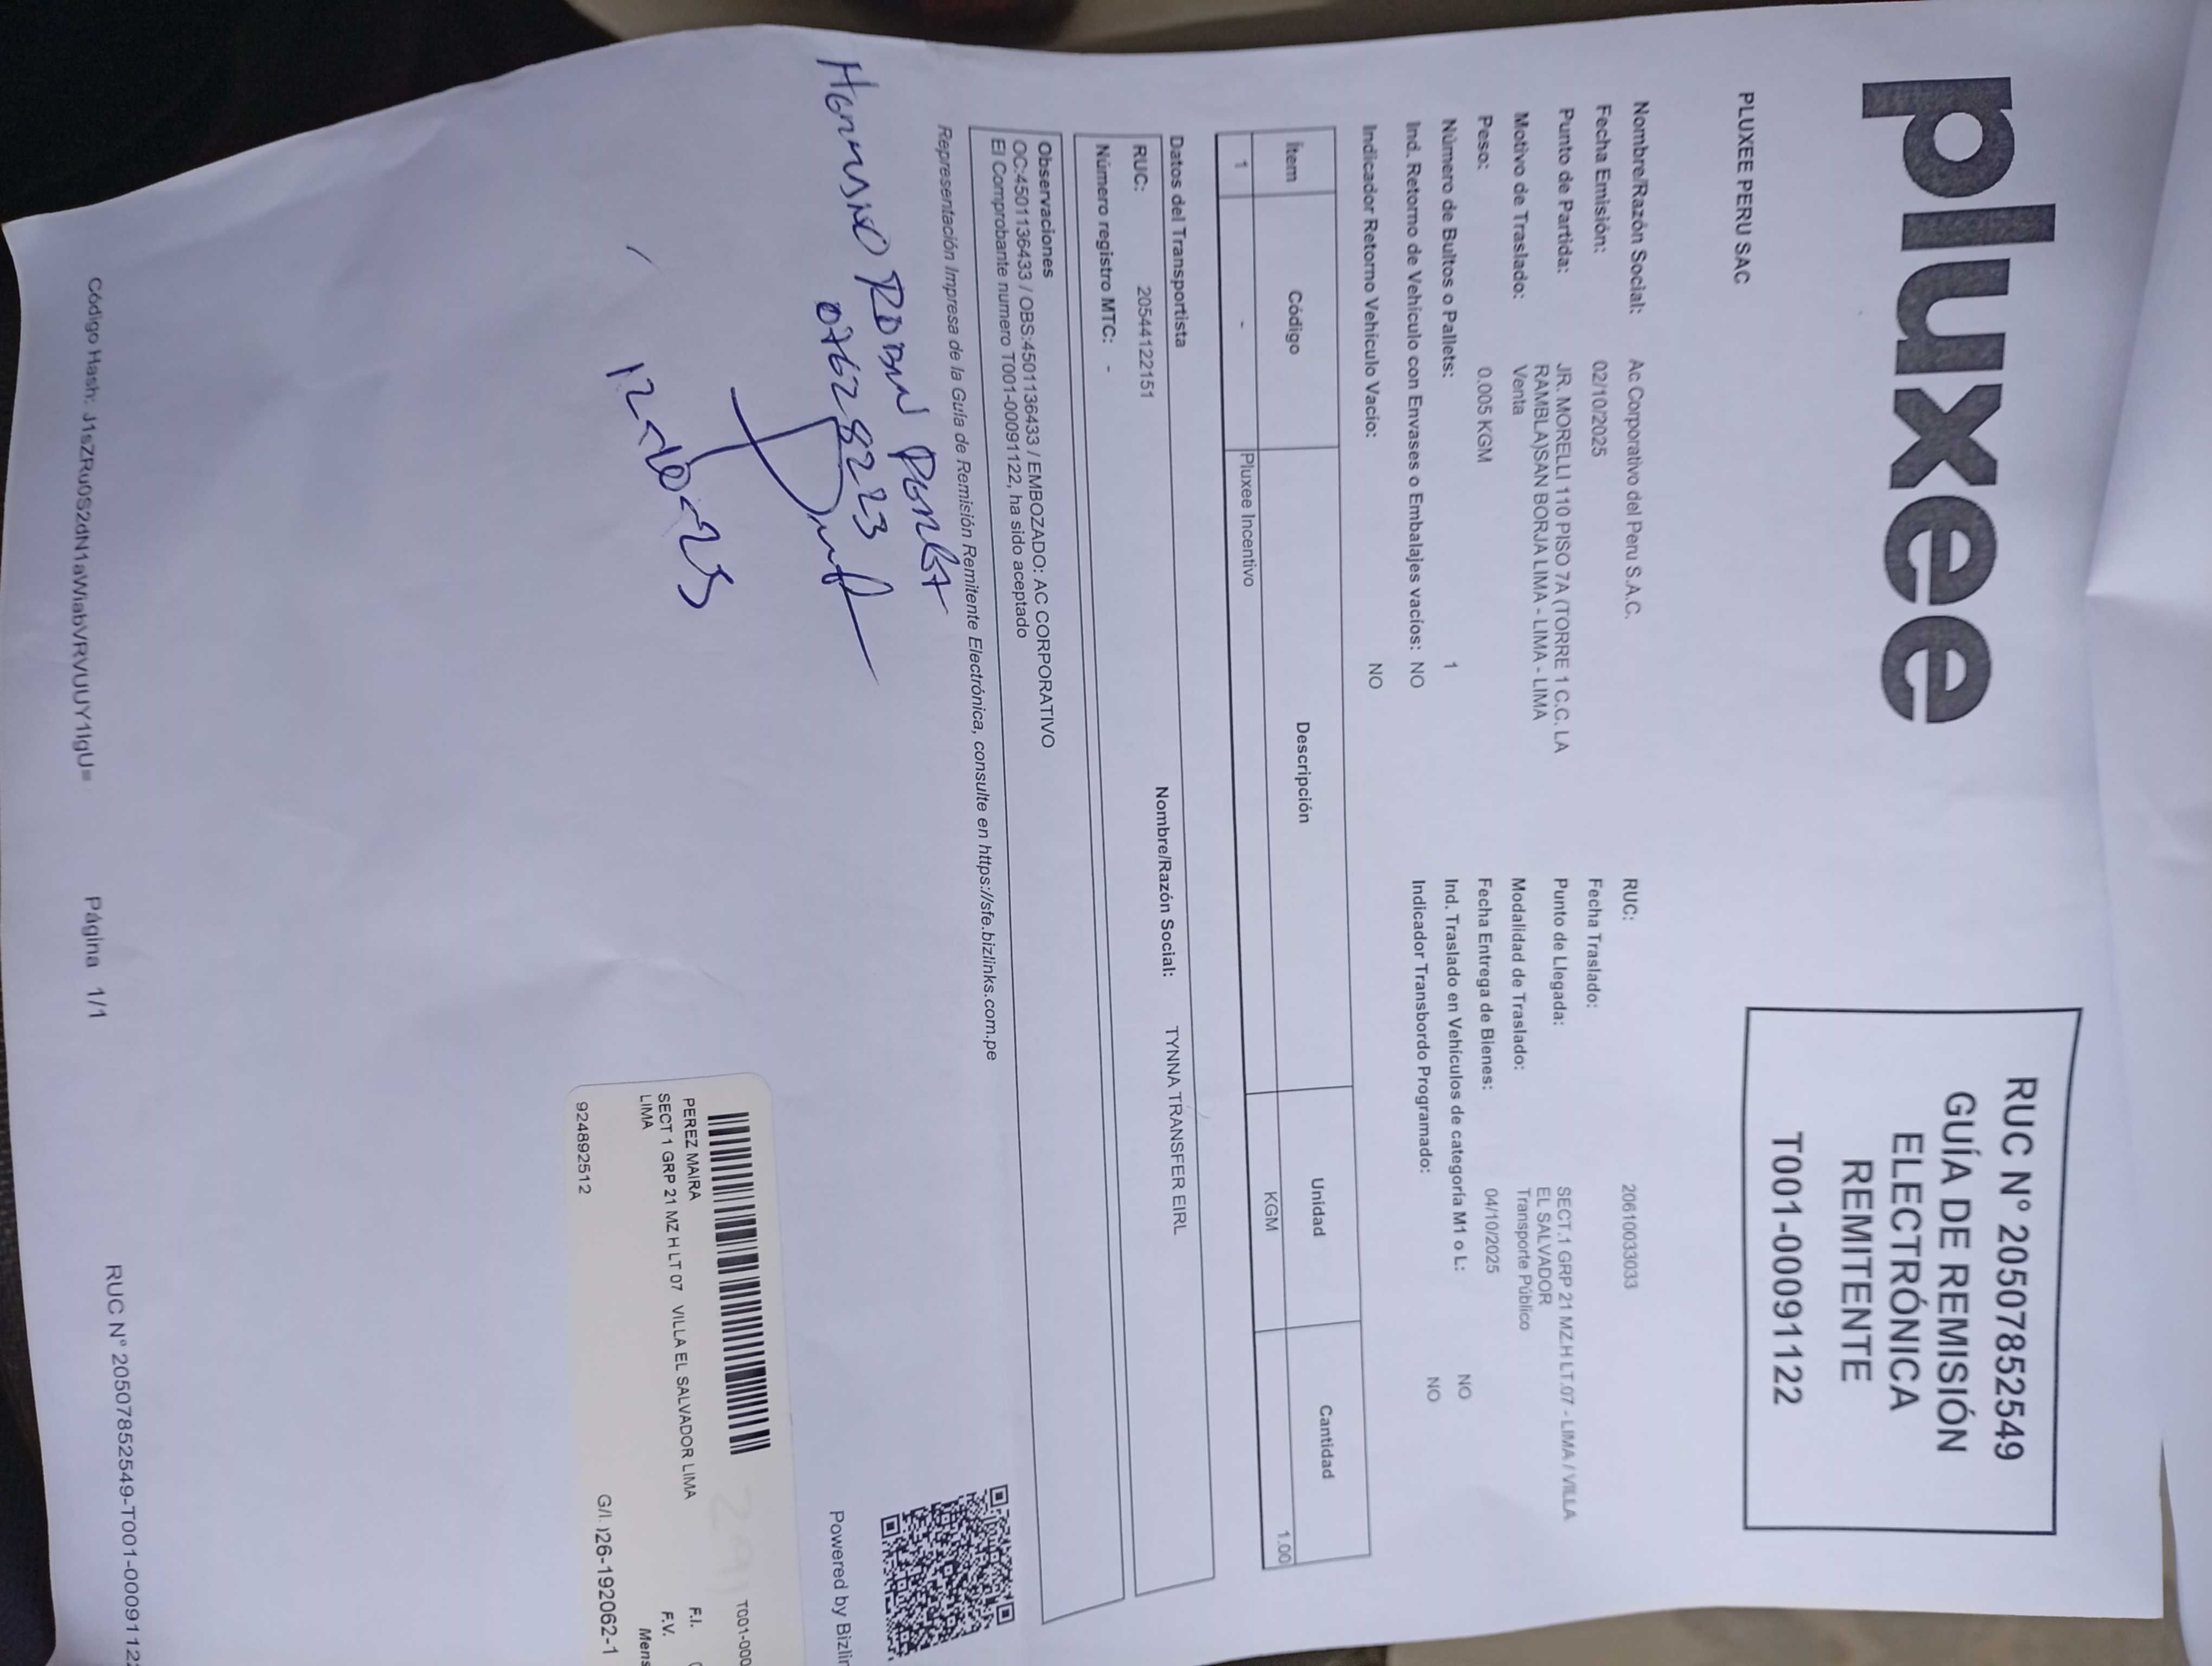 pluxee
RUC N° 20507852549
GUÍA DE REMISIÓN
ELECTRÓNICA
REMITENTE
T001-00091122
PLUXEE PERU SAC
Nombre/Razón Social: Ac Corporativo del Peru S.A.C. RUC: 20610033033
Fecha Emisión: 02/10/2025 Fecha Traslado:
Punto de Partida: JR. MORELLI 110 PISO 7A (TORRE 1 C.C. LA RAMBLA)SAN BORJA LIMA - LIMA - LIMA
Punto de Llegada: SECT.1 GRP 21 MZ.H LT.07 - LIMA / VILLA EL SALVADOR
Motivo de Traslado: Venta Modalidad de Traslado: Transporte Público
Peso: 0.005 KGM Fecha Entrega de Bienes: 04/10/2025
Número de Bultos o Pallets: 1 Ind. Traslado en Vehículos de categoría M1 o L: NO
Ind. Retorno de Vehículo con Envases o Embalajes vacíos: NO Indicador Transbordo Programado: NO
Indicador Retorno Vehículo Vacío: NO
Ítem Código Descripción Unidad Cantidad
1 - Pluxee Incentivo KGM 1.00
Datos del Transportista
RUC: 20544122151 Nombre/Razón Social: TYNNA TRANSFER EIRL
Número registro MTC: -
Observaciones
OC:4501136433 / OBS:4501136433 / EMBOZADO: AC CORPORATIVO
El Comprobante numero T001-00091122, ha sido aceptado
Representación Impresa de la Guía de Remisión Remitente Electrónica, consulte en https://sfe.bizlinks.com.pe
07628223
12-10-25
Powered by Bizlin
T001-000
PEREZ MAIRA F.I.
SECT 1 GRP 21 MZ H LT 07 VILLA EL SALVADOR LIMA F.V.
LIMA Mens
924892512
Código Hash: J1sZRu0S2dN1aWiabVRVUUY1IgU=
Página 1/1
RUC N° 20507852549-T001-0009112